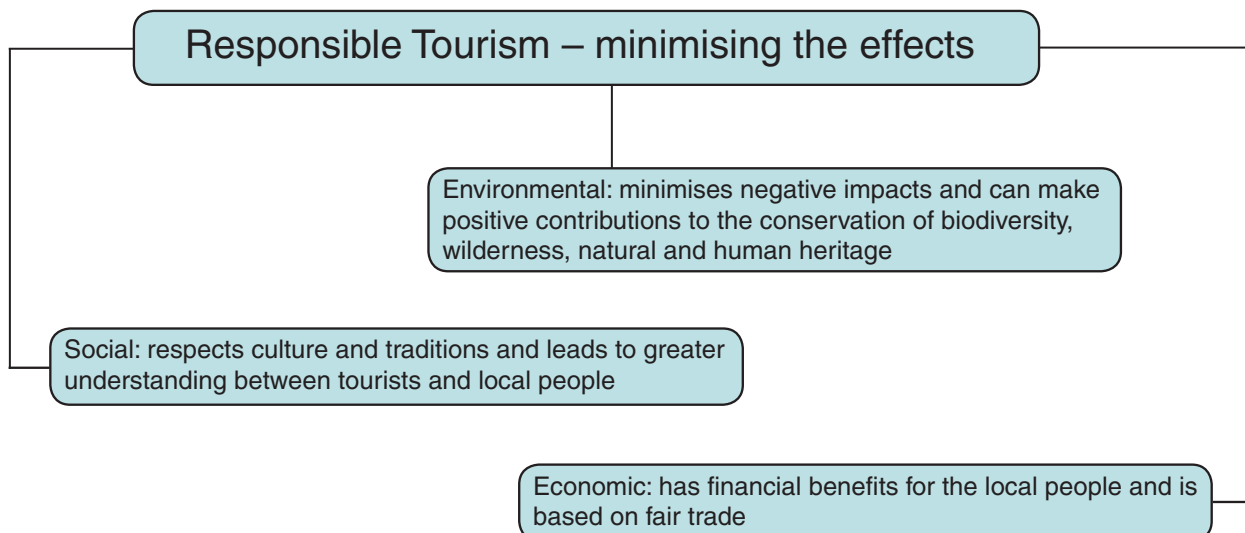 Responsible Tourism – minimising the effects
Environmental: minimises negative impacts and can make
positive contributions to the conservation of biodiversity,
wilderness, natural and human heritage
Social: respects culture and traditions and leads to greater
understanding between tourists and local people
Economic: has financial benefits for the local people and is
based on fair trade